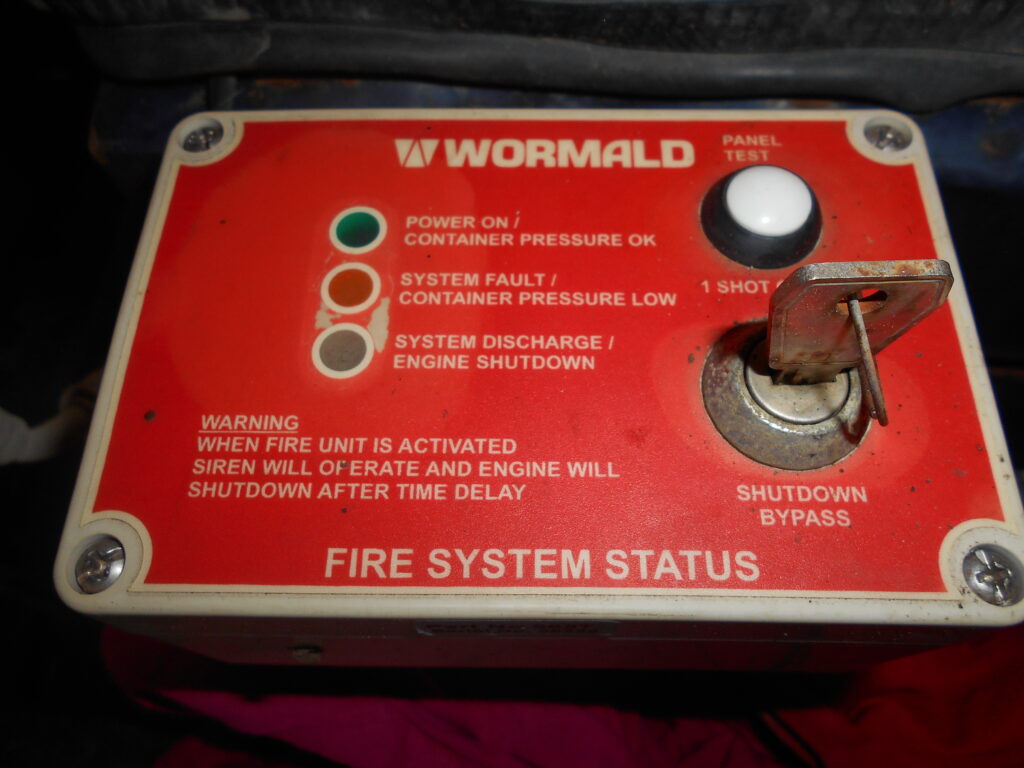 WORMALD
PANEL
TEST
POWER ON /
CONTAINER PRESSURE OK
SYSTEM FAULT /
CONTAINER PRESSURE LOW
1 SHOT
SYSTEM DISCHARGE /
ENGINE SHUTDOWN
WARNING
WHEN FIRE UNIT IS ACTIVATED
SIREN WILL OPERATE AND ENGINE WILL
SHUTDOWN AFTER TIME DELAY
SHUTDOWN
BYPASS
FIRE SYSTEM STATUS